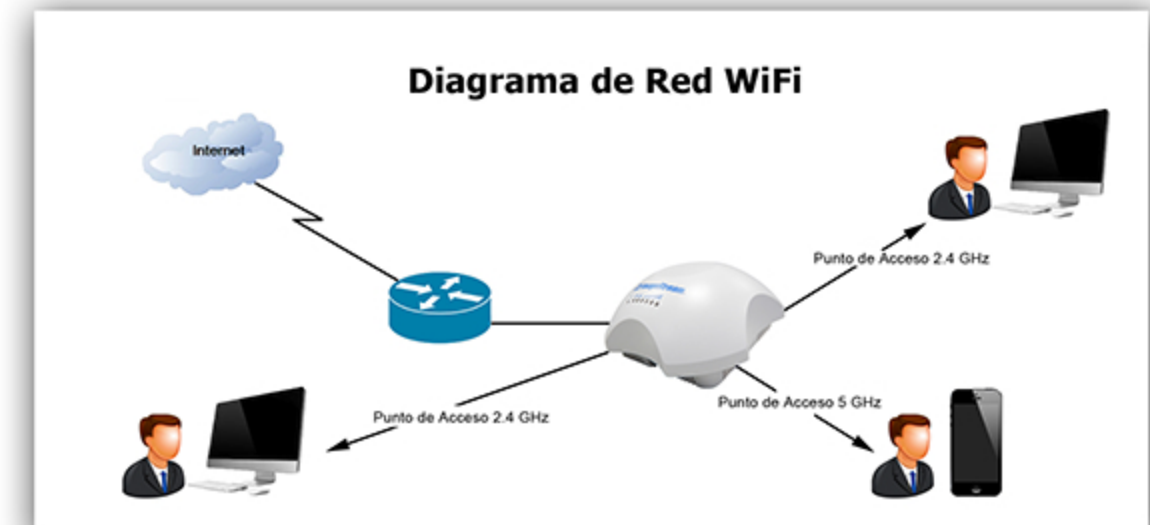 Diagrama de Red WiFi
Internet
Punto de Acceso 2.4 GHz
Punto de Acceso 2.4 GHz
Punto de Acceso 5 GHz